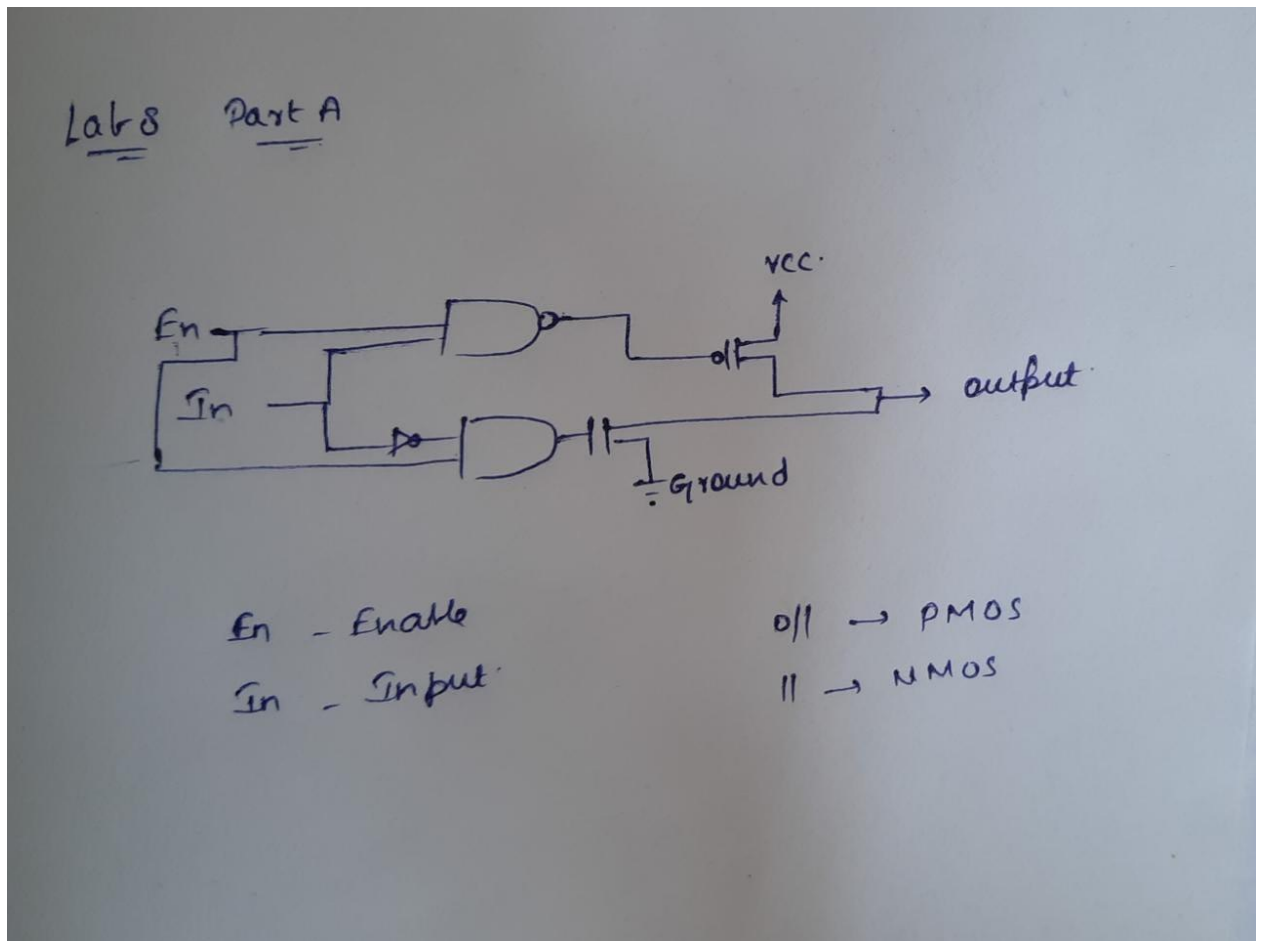 Lab 8 Part A
VCC.
En
In
output.
Ground
En - Enable
In - Input
o|| → PMOS
|| → NMOS